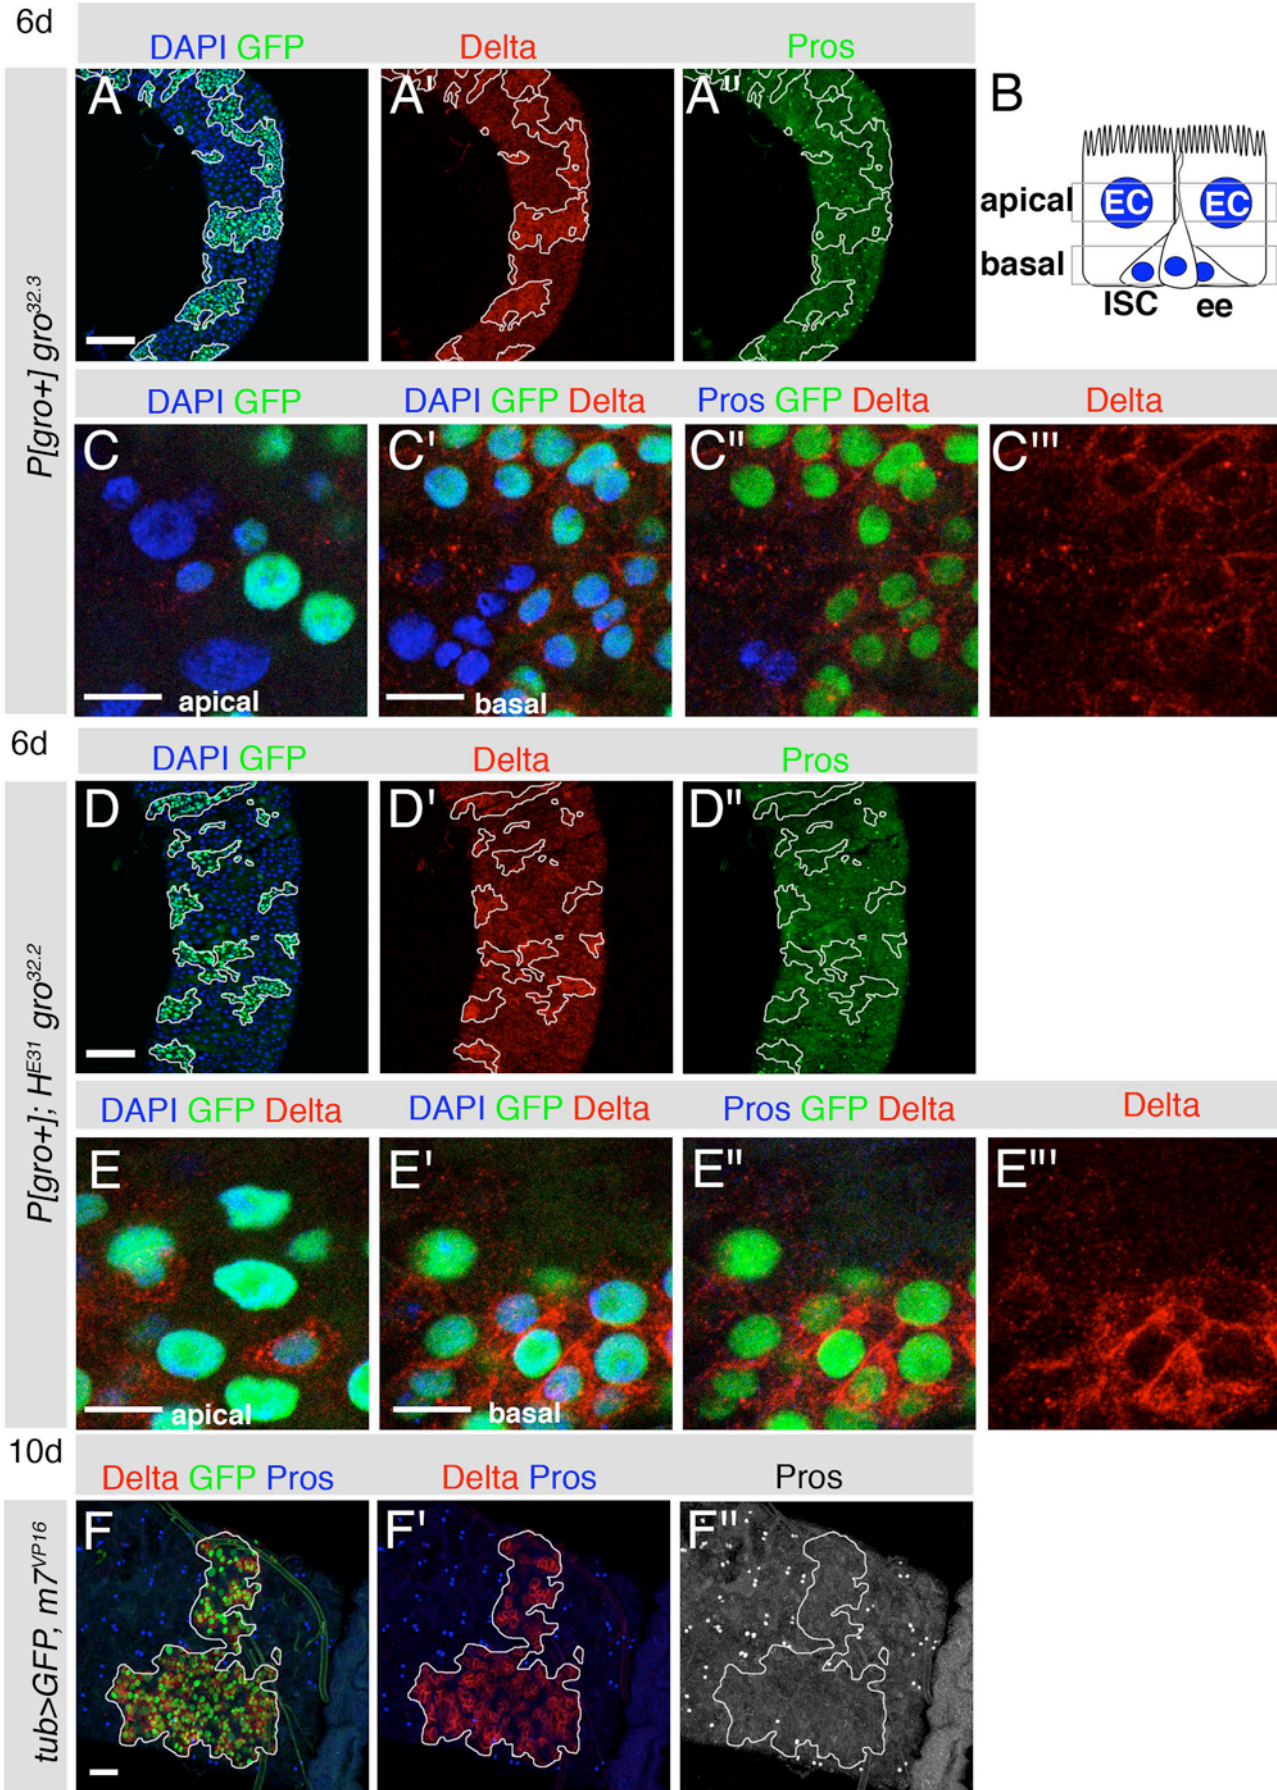 6d
DAPI GFP Delta Pros
P[gro+] gro32.3
A A' A" B
apical EC EC
basal
ISC ee
DAPI GFP DAPI GFP Delta Pros GFP Delta Delta
C C' C" C'"
apical basal
6d
DAPI GFP Delta Pros
P[gro+]; HE31 gro32.2
D D' D"
DAPI GFP Delta DAPI GFP Delta Pros GFP Delta Delta
E E' E" E'"
apical basal
10d
Delta GFP Pros Delta Pros Pros
tub>GFP, m7VP16
F F' F"